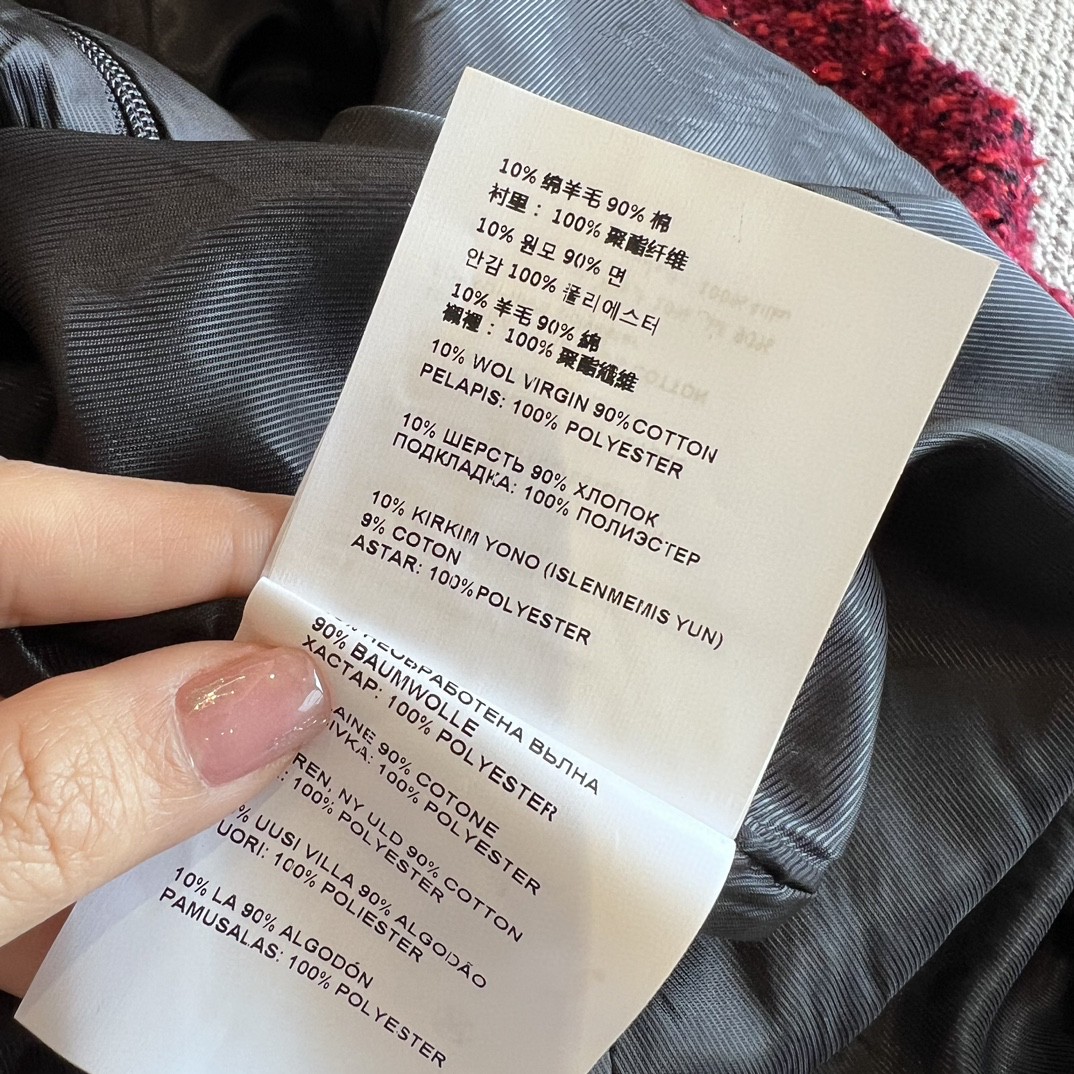 10% 绵羊毛 90% 棉
衬里： 100% 聚酯纤维
10% 원모 90% 면
안감 100% 폴리에스터
10% 羊毛 90% 綿
襯裡： 100% 聚酯纖維
10% WOL VIRGIN 90%COTTON
PELAPIS: 100% POLYESTER
10% ШЕРСТЬ 90% ХЛОПОК
ПОДКЛАДКА: 100% ПОЛИЭСТЕР
10% KIRKIM YONO (ISLENMEMIS YUN)
9% COTON
ASTAR: 100%POLYESTER
НЕОБРАБОТЕНА ВЪЛНА
90% BAUMWOLLE
ХАСТАР: 100% POLYESTER
AINE 90% COTONE
IVKA: 100% POLYESTER
REN, NY ULD 90% COTTON
: 100% POLYESTER
% UUSI VILLA 90% ALGODÃO
UORI: 100% POLIESTER
10% LA 90% ALGODÓN
PAMUSALAS: 100% POLYESTER